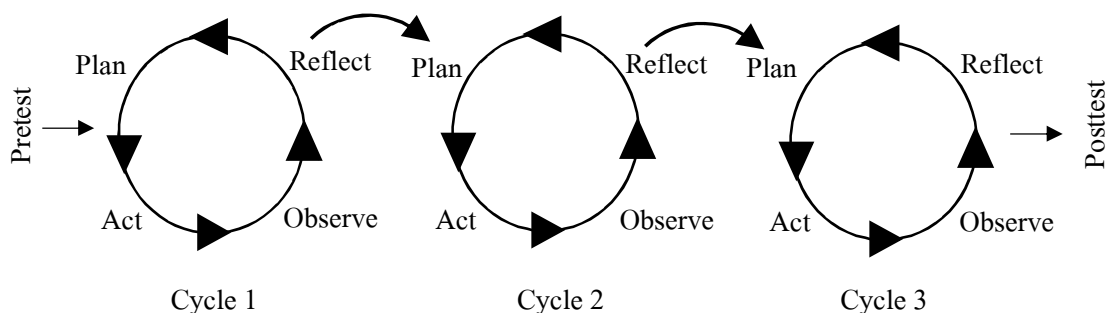 Pretest
Plan
Reflect
Act
Observe
Cycle 1
Plan
Reflect
Act
Observe
Cycle 2
Plan
Reflect
Act
Observe
Cycle 3
Posttest